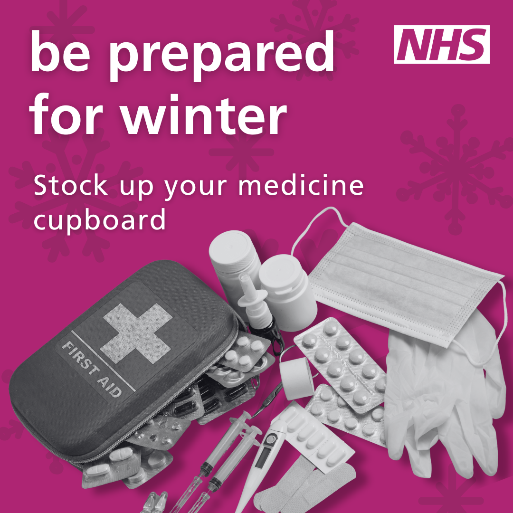 be prepared
for winter
NHS
Stock up your medicine
cupboard
FIRST AID